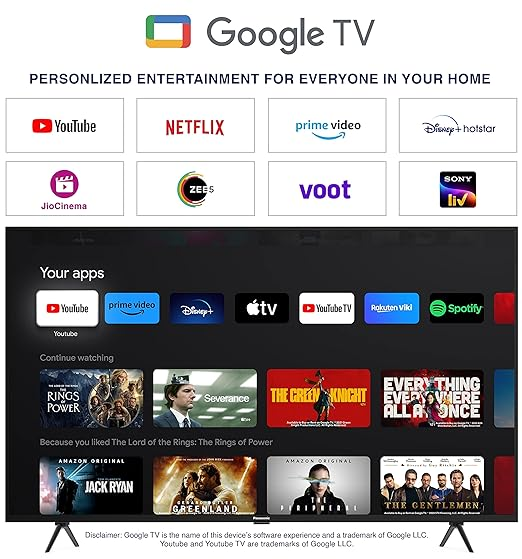 Google TV
PERSONLIZED ENTERTAINMENT FOR EVERYONE IN YOUR HOME
YouTube
NETFLIX
prime video
Disney+ hotstar
JioCinema
ZEE5
voot
SONY
liv
Your apps
YouTube
prime video
Disney+
tv
YouTube TV
Rakuten Viki
Spotify
Youtube
Continue watching
THE LORD OF THE RINGS
THE
RINGS
OF
POWER
Severance
THE GREEN KNIGHT
EVERYTHING
EVERYWHERE
ALL AT ONCE
Because you liked The Lord of the Rings: The Rings of Power
AMAZON ORIGINAL
JACK RYAN
GERARD BUTLER
GREENLAND
AMAZON ORIGINAL
THE
PERIPHERAL
THE GENTLEMEN
Panasonic
Disclaimer: Google TV is the name of this device's software experience and a trademark of Google LLC.
Youtube and Youtube TV are trademarks of Google LLC.